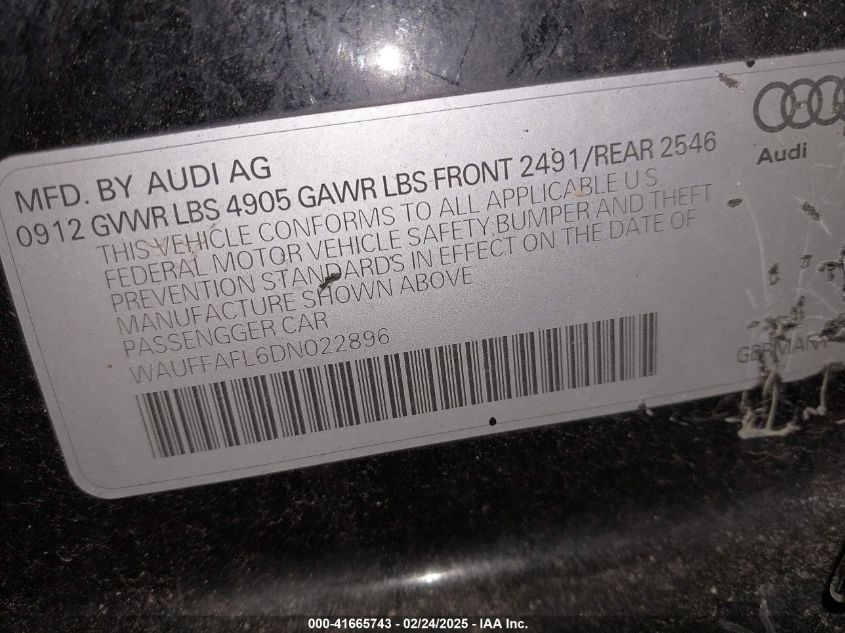 MFD. BY AUDI AG
0912 GVWR LBS 4905 GAWR LBS FRONT 2491/REAR 2546
THIS VEHICLE CONFORMS TO ALL APPLICABLE U S
FEDERAL MOTOR VEHICLE SAFETY.BUMPER AND THEFT
PREVENTION STANDARDS IN EFFECT ON THE DATE OF
MANUFACTURE SHOWN ABOVE
PASSENGGER CAR
WAUFFAFL6DN022896
Audi
GERMANY
000-41665743 - 02/24/2025 - IAA Inc.